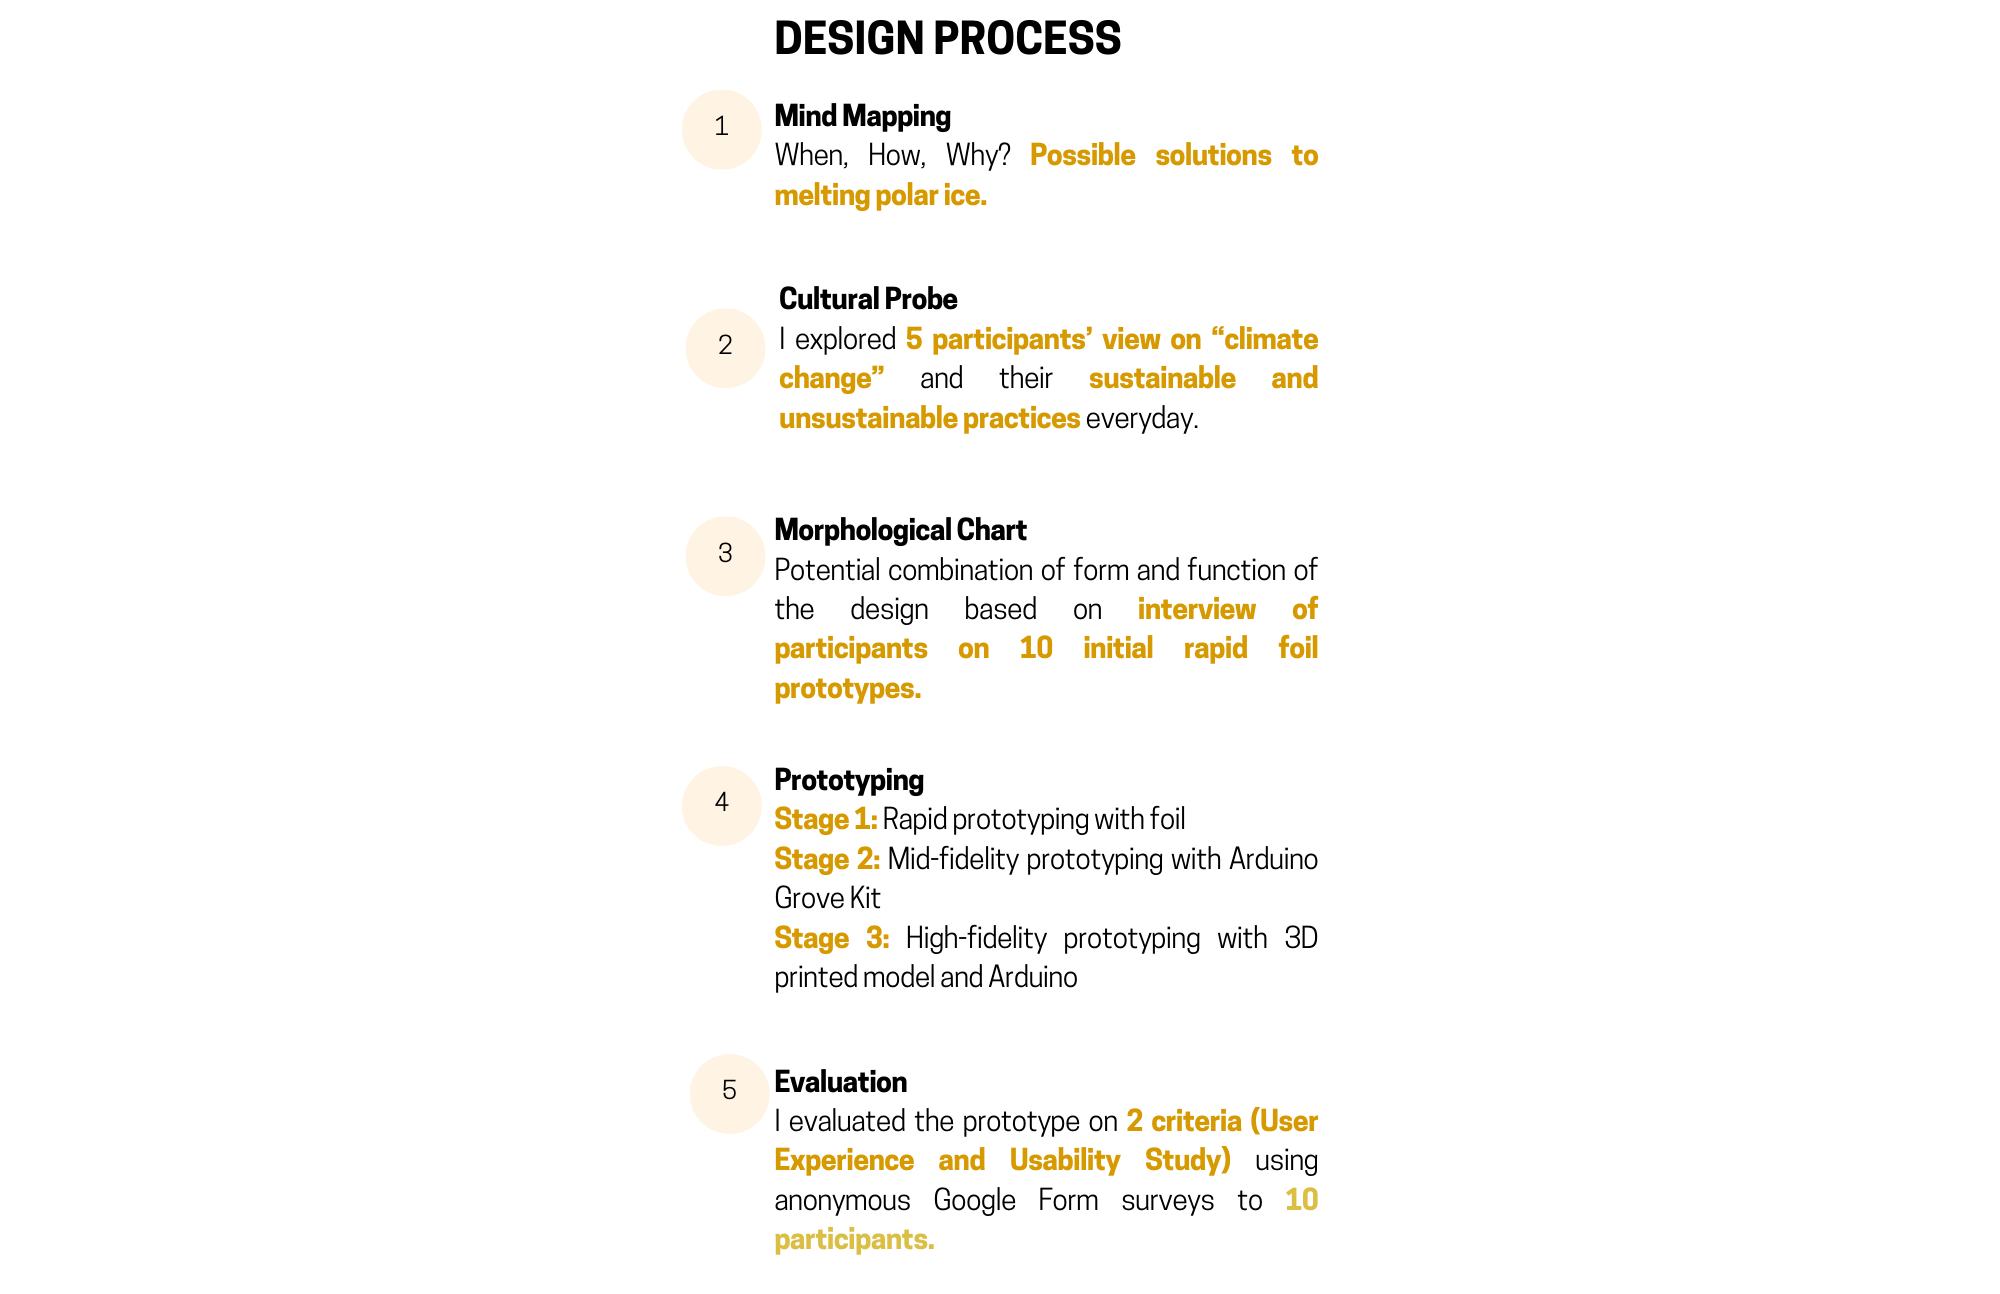 DESIGN PROCESS
1
Mind Mapping
When, How, Why? Possible solutions to
melting polar ice.
2
Cultural Probe
I explored 5 participants’ view on “climate
change” and their sustainable and
unsustainable practices everyday.
3
Morphological Chart
Potential combination of form and function of
the design based on interview of
participants on 10 initial rapid foil
prototypes.
4
Prototyping
Stage 1: Rapid prototyping with foil
Stage 2: Mid-fidelity prototyping with Arduino
Grove Kit
Stage 3: High-fidelity prototyping with 3D
printed model and Arduino
5
Evaluation
I evaluated the prototype on 2 criteria (User
Experience and Usability Study) using
anonymous Google Form surveys to 10
participants.